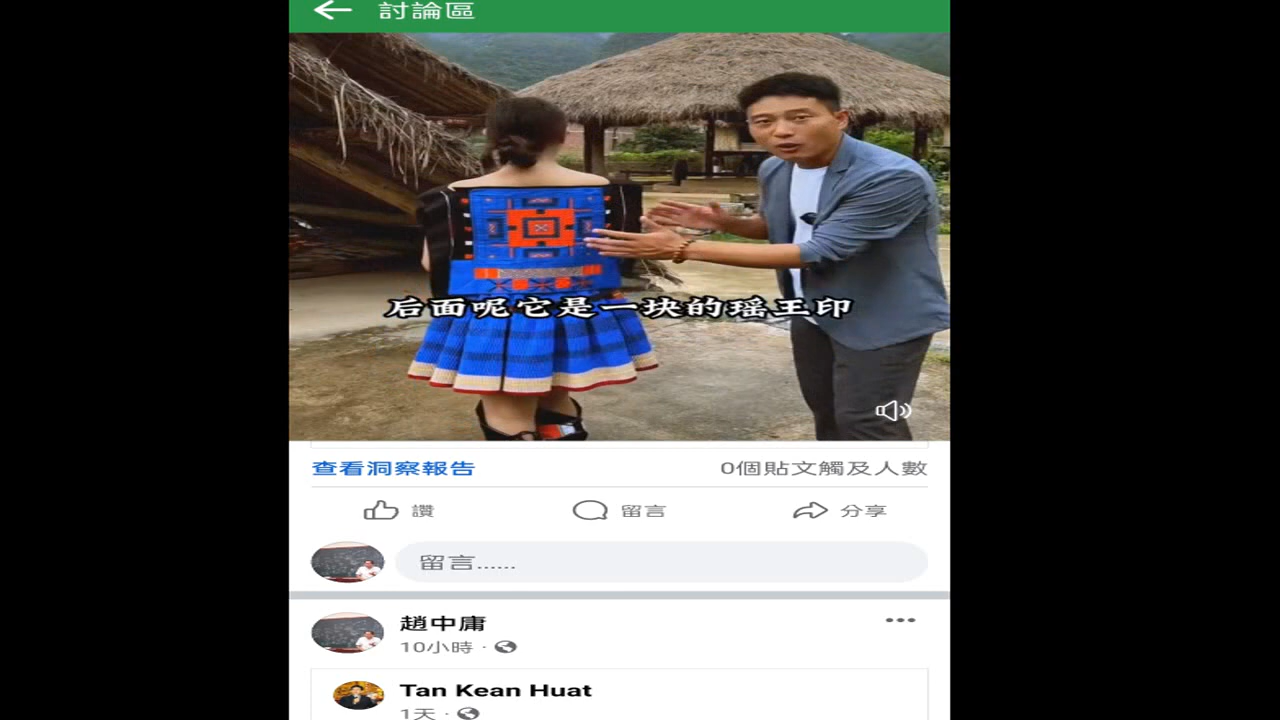 討論區
后面呢它是一块的瑶王印
查看洞察報告
0個貼文觸及人數
讚
留言
分享
留言......
趙中庸
10小時 ·
Tan Kean Huat
1天 ·